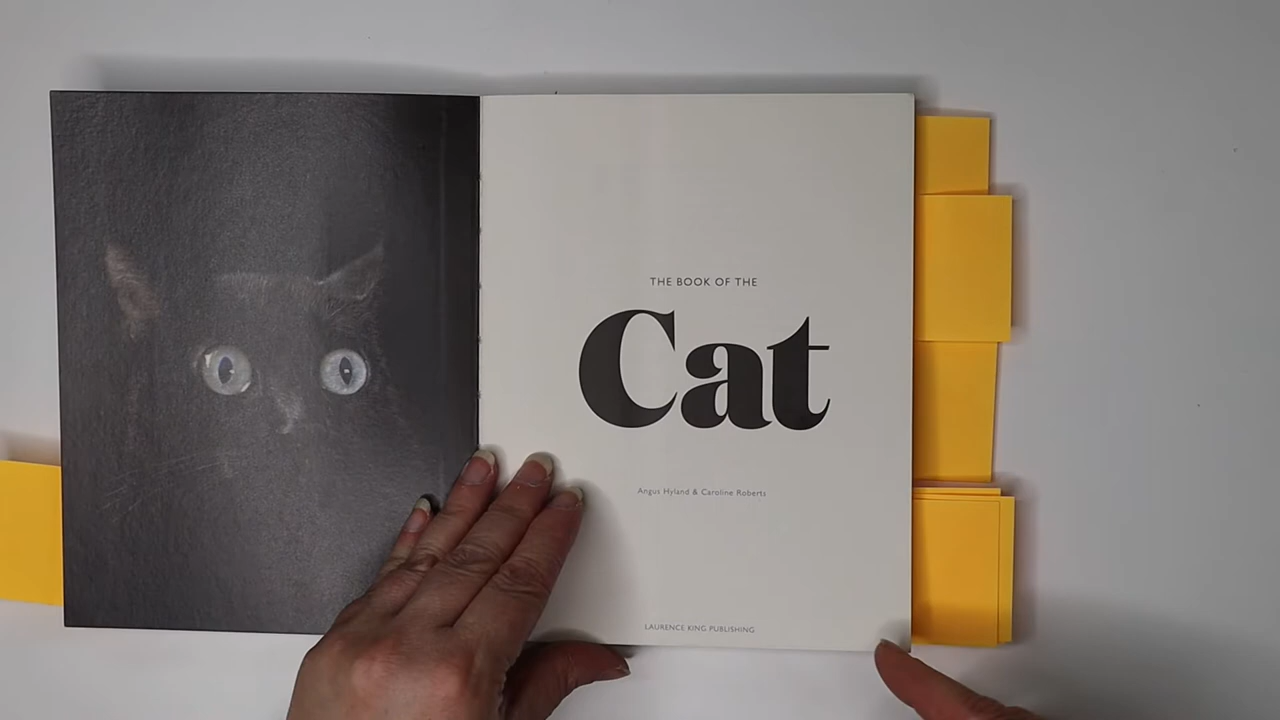 THE BOOK OF THE
Cat
Angus Hyland & Caroline Roberts
LAURENCE KING PUBLISHING